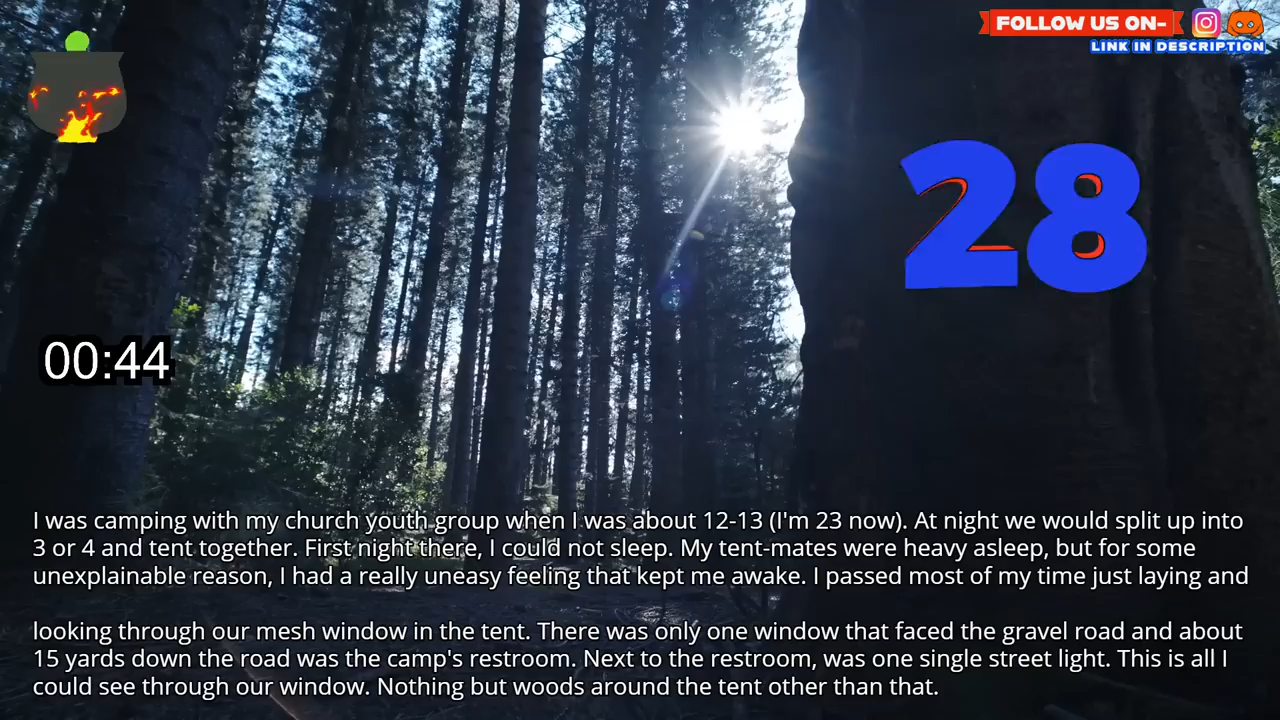 FOLLOW US ON-
LINK IN DESCRIPTION
28
00:44
I was camping with my church youth group when I was about 12-13 (I'm 23 now). At night we would split up into
3 or 4 and tent together. First night there, I could not sleep. My tent-mates were heavy asleep, but for some
unexplainable reason, I had a really uneasy feeling that kept me awake. I passed most of my time just laying and
looking through our mesh window in the tent. There was only one window that faced the gravel road and about
15 yards down the road was the camp's restroom. Next to the restroom, was one single street light. This is all I
could see through our window. Nothing but woods around the tent other than that.